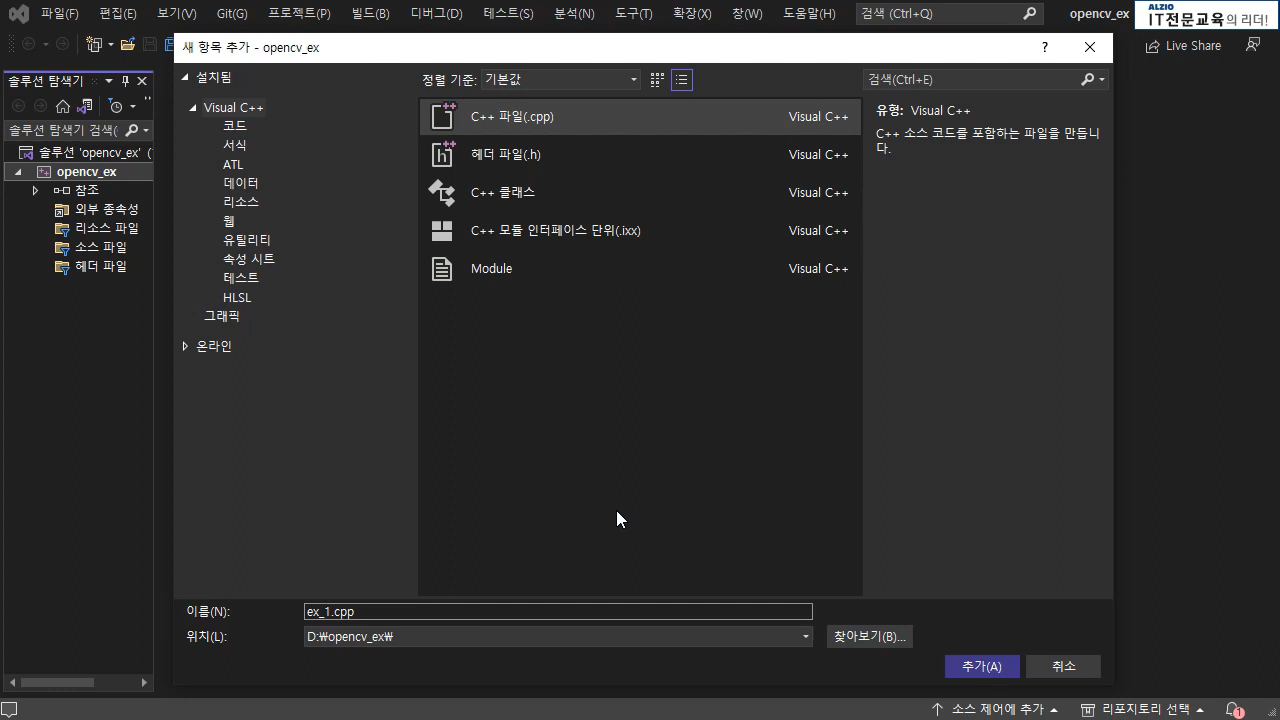 파일(F) 편집(E) 보기(V) Git(G) 프로젝트(P) 빌드(B) 디버그(D) 테스트(S) 분석(N) 도구(T) 확장(X) 창(W) 도움말(H) 검색 (Ctrl+Q) opencv_ex
ALZIO
IT전문교육의 리더!
Live Share
새 항목 추가 - opencv_ex
?
솔루션 탐색기
솔루션 탐색기 검색(
솔루션 'opencv_ex' (
opencv_ex
참조
외부 종속성
리소스 파일
소스 파일
헤더 파일
설치됨
Visual C++
코드
서식
ATL
데이터
리소스
웹
유틸리티
속성 시트
테스트
HLSL
그래픽
온라인
정렬 기준: 기본값
C++ 파일(.cpp) Visual C++
헤더 파일(.h) Visual C++
C++ 클래스 Visual C++
C++ 모듈 인터페이스 단위(.ixx) Visual C++
Module Visual C++
검색(Ctrl+E)
유형: Visual C++
C++ 소스 코드를 포함하는 파일을 만듭니
다.
이름(N): ex_1.cpp
위치(L): D:₩opencv_ex₩ 찾아보기(B)...
추가(A) 취소
소스 제어에 추가 리포지토리 선택 1